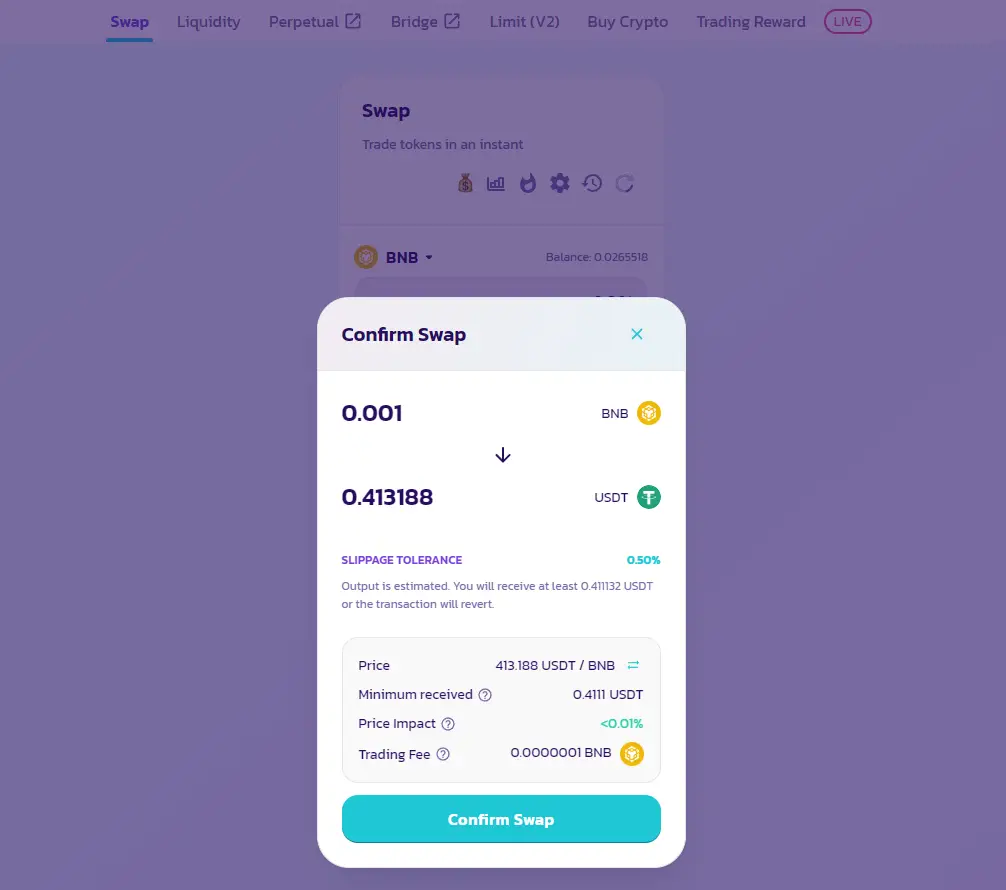 Swap Liquidity Perpetual Bridge Limit (V2) Buy Crypto Trading Reward LIVE
Swap
Trade tokens in an instant
BNB Balance: 0.0265518
Confirm Swap
0.001 BNB
0.413188 USDT
SLIPPAGE TOLERANCE 0.50%
Output is estimated. You will receive at least 0.411132 USDT
or the transaction will revert.
Price 413.188 USDT / BNB
Minimum received 0.4111 USDT
Price Impact <0.01%
Trading Fee 0.0000001 BNB
Confirm Swap